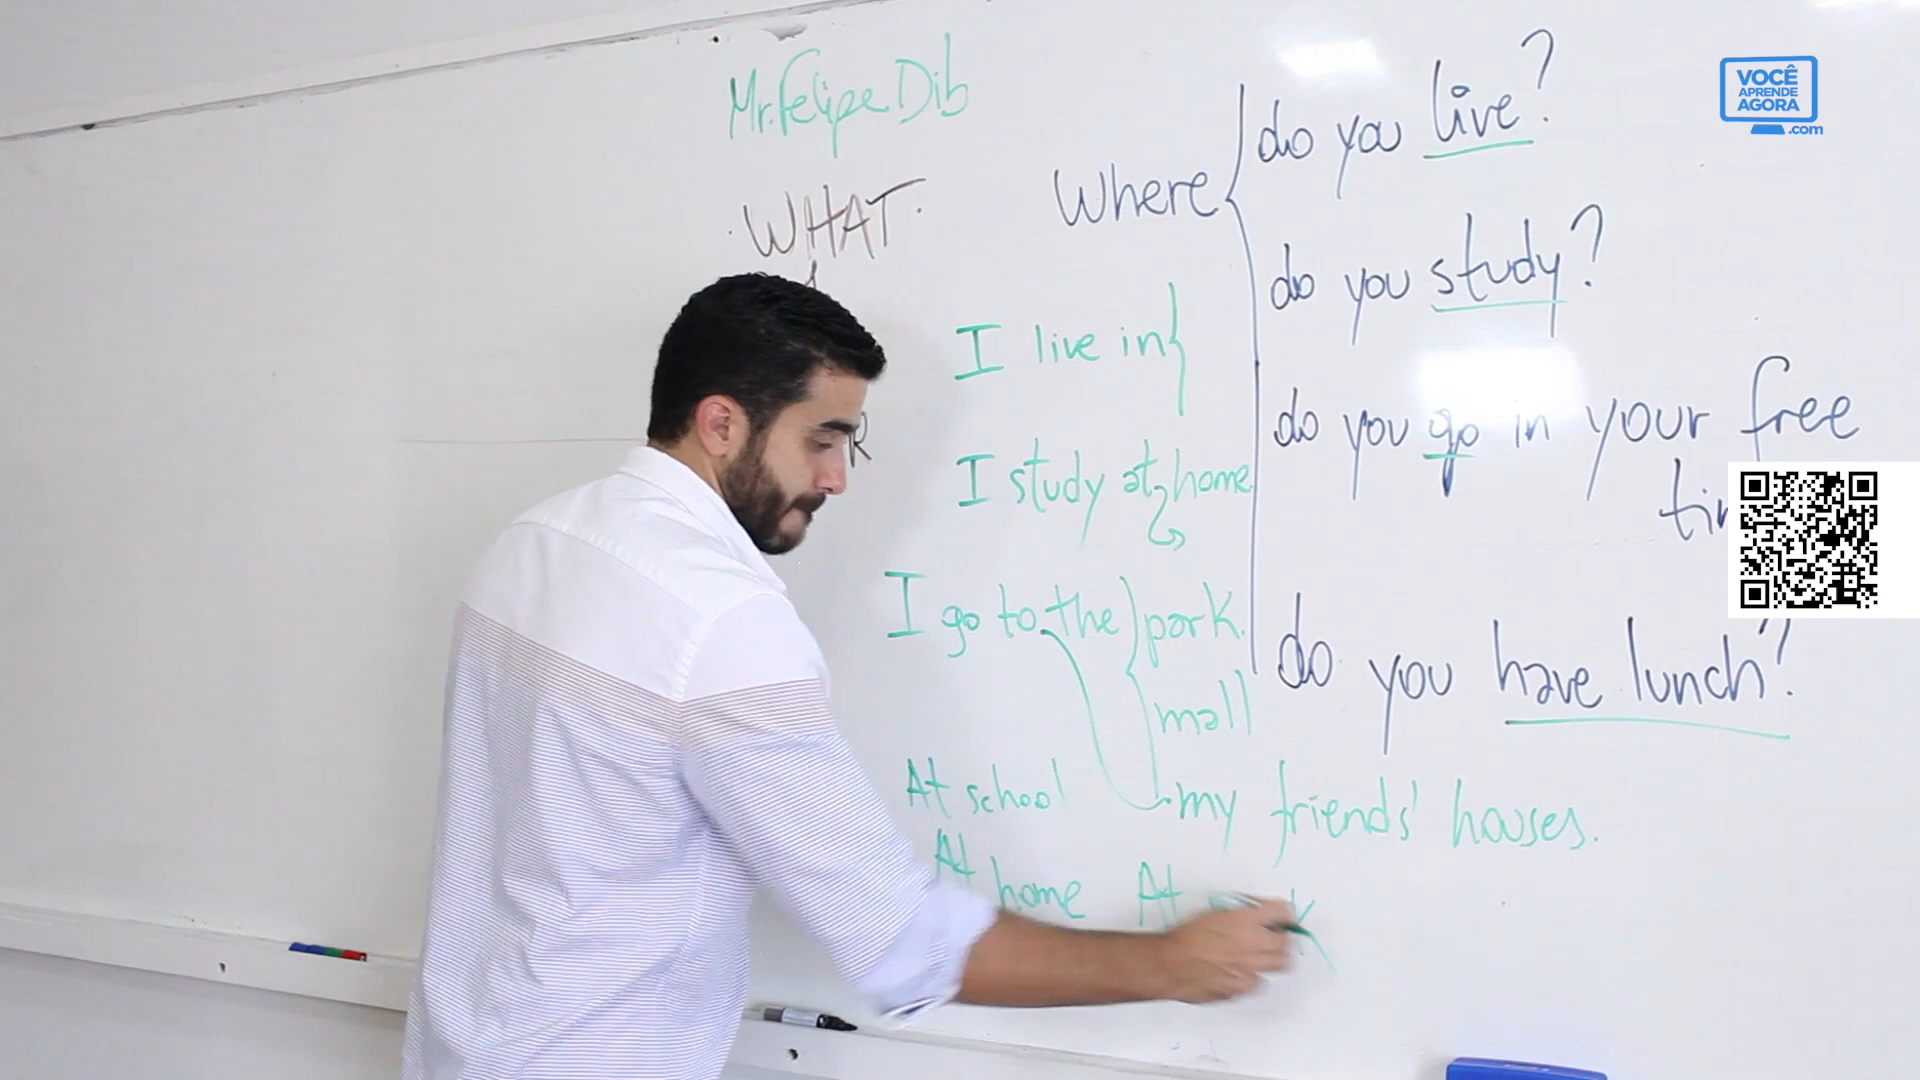 Mr. Felipe Dib
WHAT
Where
do you live?
do you study?
do you go in your free
do you have lunch?
I live in
I study at home
I go to the park.
mall
my friends' houses.
At school
At home
At
VOCÊ
APRENDE
AGORA
.com